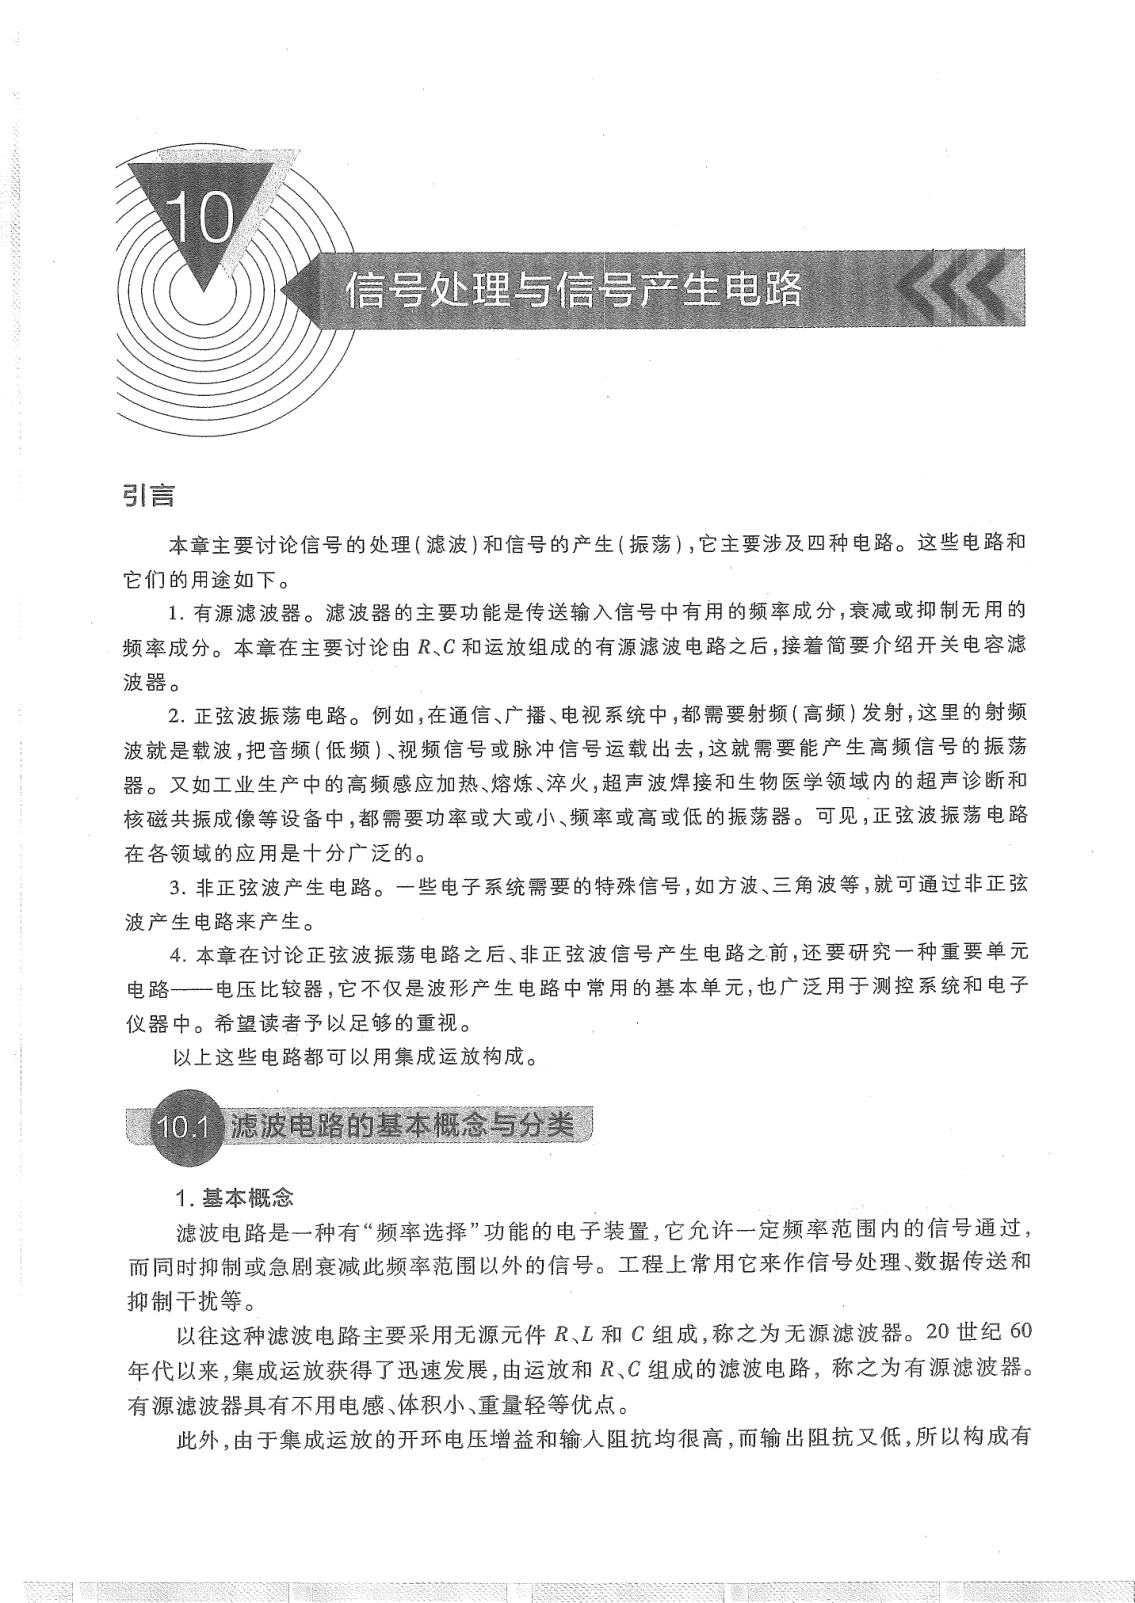 10
信号处理与信号产生电路
引言
本章主要讨论信号的处理(滤波)和信号的产生(振荡),它主要涉及四种电路。这些电路和
它们的用途如下。
1. 有源滤波器。滤波器的主要功能是传送输入信号中有用的频率成分,衰减或抑制无用的
频率成分。本章在主要讨论由 R、C 和运放组成的有源滤波电路之后,接着简要介绍开关电容滤
波器。
2. 正弦波振荡电路。例如,在通信、广播、电视系统中,都需要射频(高频)发射,这里的射频
波就是载波,把音频(低频)、视频信号或脉冲信号运载出去,这就需要能产生高频信号的振荡
器。又如工业生产中的高频感应加热、熔炼、淬火,超声波焊接和生物医学领域内的超声诊断和
核磁共振成像等设备中,都需要功率或大或小、频率或高或低的振荡器。可见,正弦波振荡电路
在各领域的应用是十分广泛的。
3. 非正弦波产生电路。一些电子系统需要的特殊信号,如方波、三角波等,就可通过非正弦
波产生电路来产生。
4. 本章在讨论正弦波振荡电路之后、非正弦波信号产生电路之前,还要研究一种重要单元
电路——电压比较器,它不仅是波形产生电路中常用的基本单元,也广泛用于测控系统和电子
仪器中。希望读者予以足够的重视。
以上这些电路都可以用集成运放构成。
10.1 滤波电路的基本概念与分类
1. 基本概念
滤波电路是一种有“频率选择”功能的电子装置,它允许一定频率范围内的信号通过,
而同时抑制或急剧衰减此频率范围以外的信号。工程上常用它来作信号处理、数据传送和
抑制干扰等。
以往这种滤波电路主要采用无源元件 R、L 和 C 组成,称之为无源滤波器。20 世纪 60
年代以来,集成运放获得了迅速发展,由运放和 R、C 组成的滤波电路, 称之为有源滤波器。
有源滤波器具有不用电感、体积小、重量轻等优点。
此外,由于集成运放的开环电压增益和输入阻抗均很高,而输出阻抗又低,所以构成有